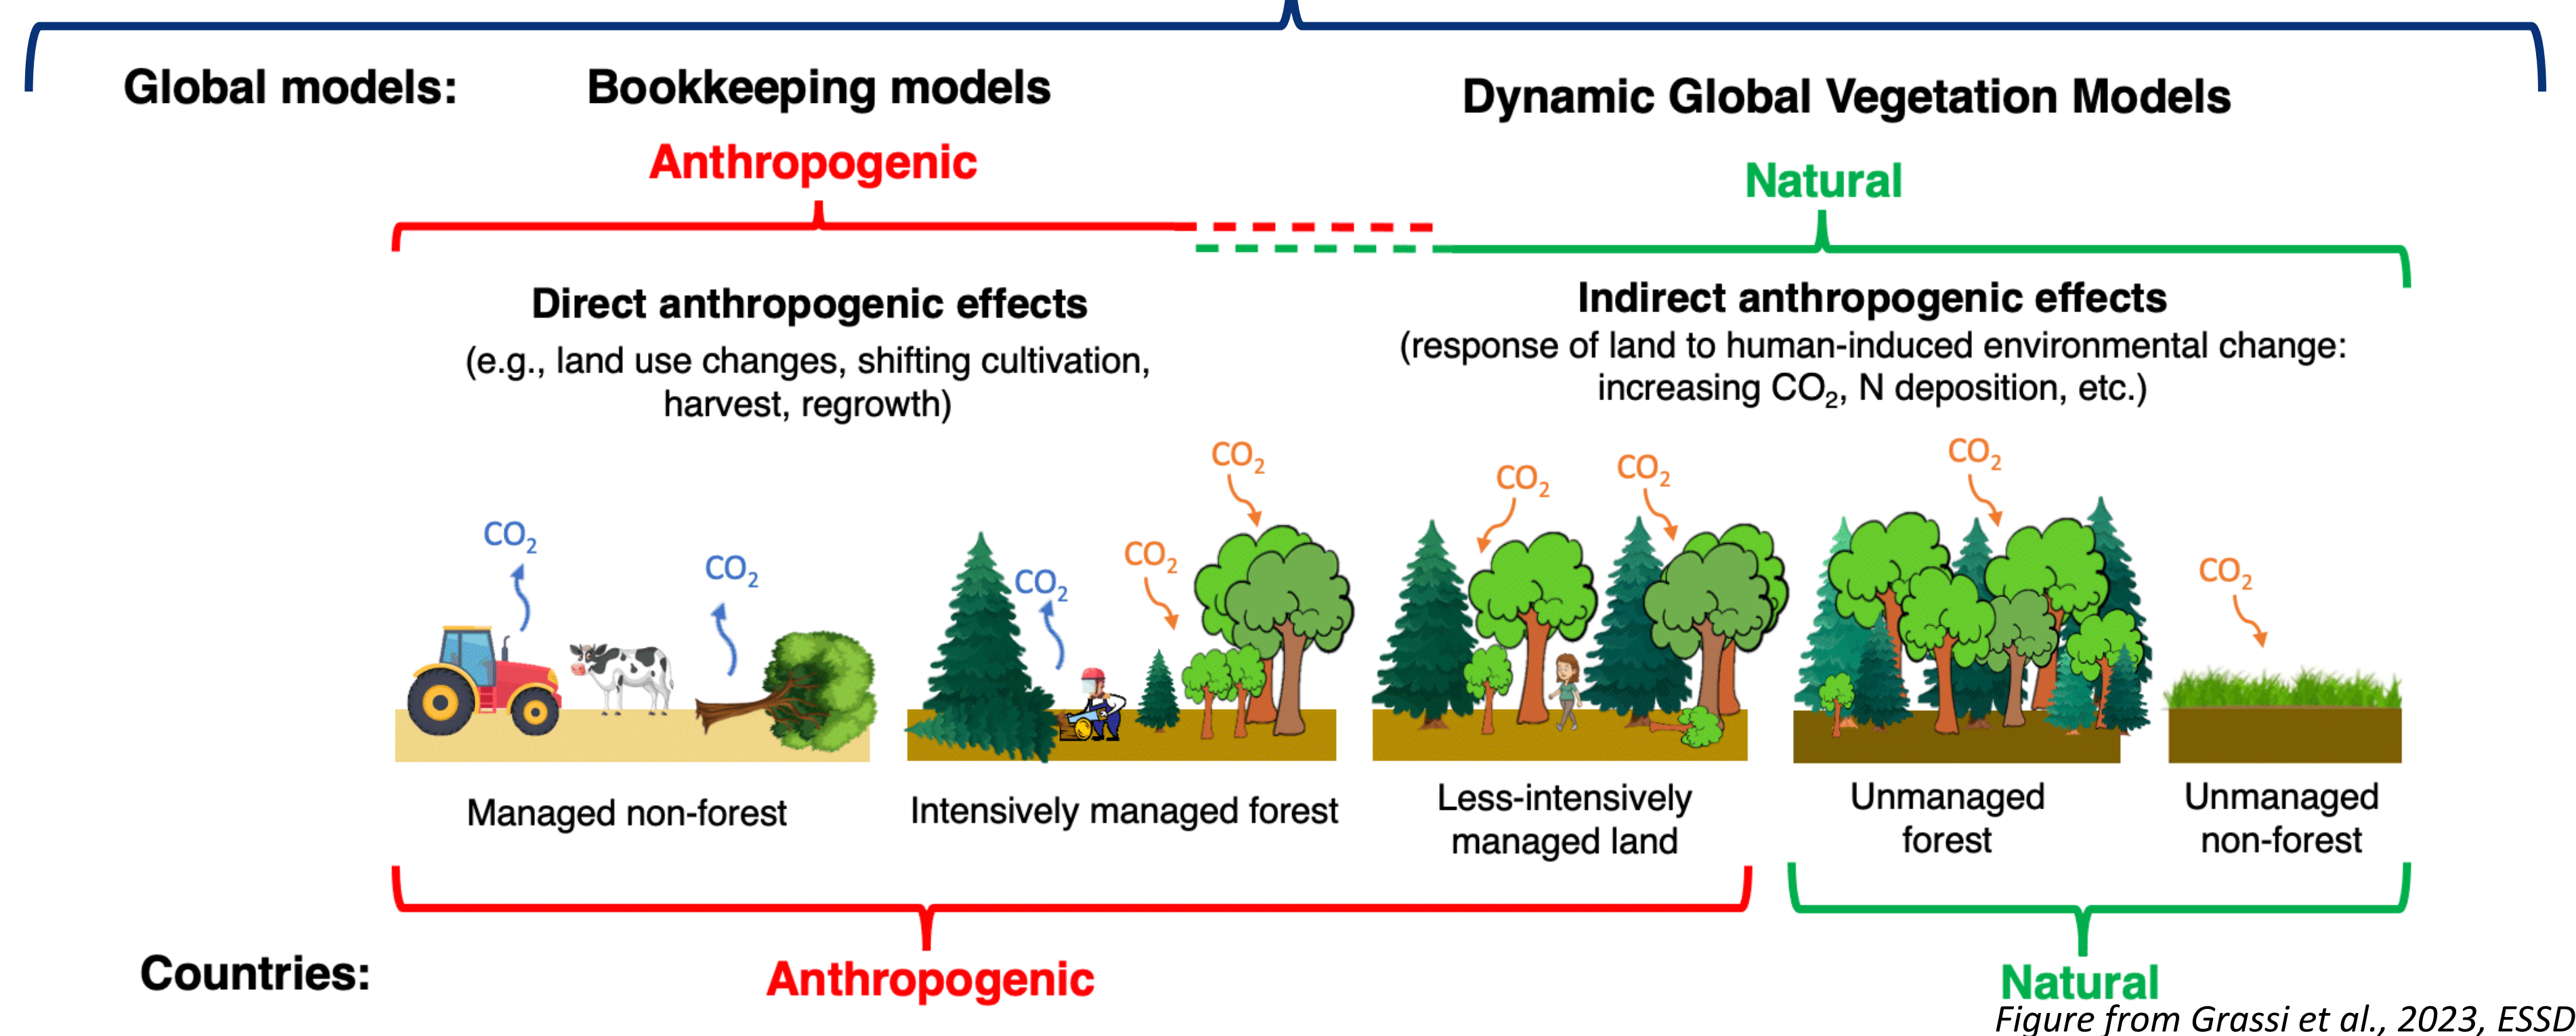 Global models:
Bookkeeping models
Dynamic Global Vegetation Models
Anthropogenic
Natural
Direct anthropogenic effects
(e.g., land use changes, shifting cultivation,
harvest, regrowth)
Indirect anthropogenic effects
(response of land to human-induced environmental change:
increasing CO₂, N deposition, etc.)
CO₂
CO₂
CO₂
CO₂
CO₂
CO₂
CO₂
CO₂
CO₂
Managed non-forest
Intensively managed forest
Less-intensively
managed land
Unmanaged
forest
Unmanaged
non-forest
Countries:
Anthropogenic
Natural
Figure from Grassi et al., 2023, ESSD